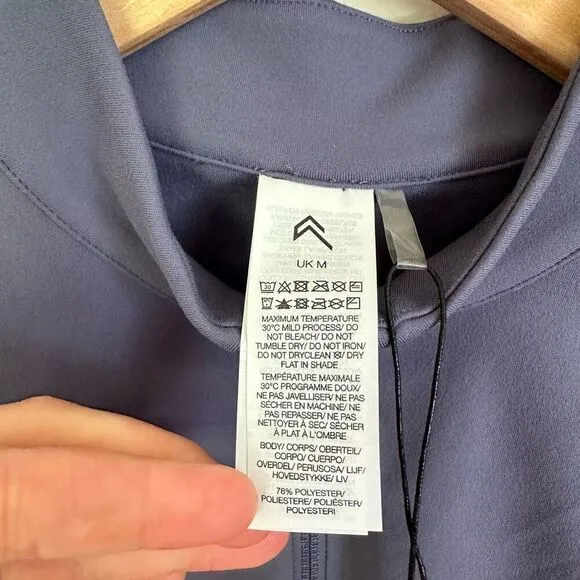 UK M
MAXIMUM TEMPERATURE
30°C MILD PROCESS/ DO
NOT BLEACH/ DO NOT
TUMBLE DRY/ DO NOT IRON/
DO NOT DRYCLEAN / DRY
FLAT IN SHADE
TEMPÉRATURE MAXIMALE
30°C PROGRAMME DOUX/
NE PAS JAVELLISER/ NE PAS
SÉCHER EN MACHINE/ NE
PAS REPASSER/ NE PAS
NETTOYER À SEC/ SÉCHER
À PLAT À L'OMBRE
BODY/ CORPS/ OBERTEIL/
CORPO/ CUERPO/
OVERDEL/ PERUSOSA/ LIJF/
HOVEDSTYKKE/ LIV
78% POLYESTER/
POLIESTERE/ POLIÉSTER/
POLYESTERI